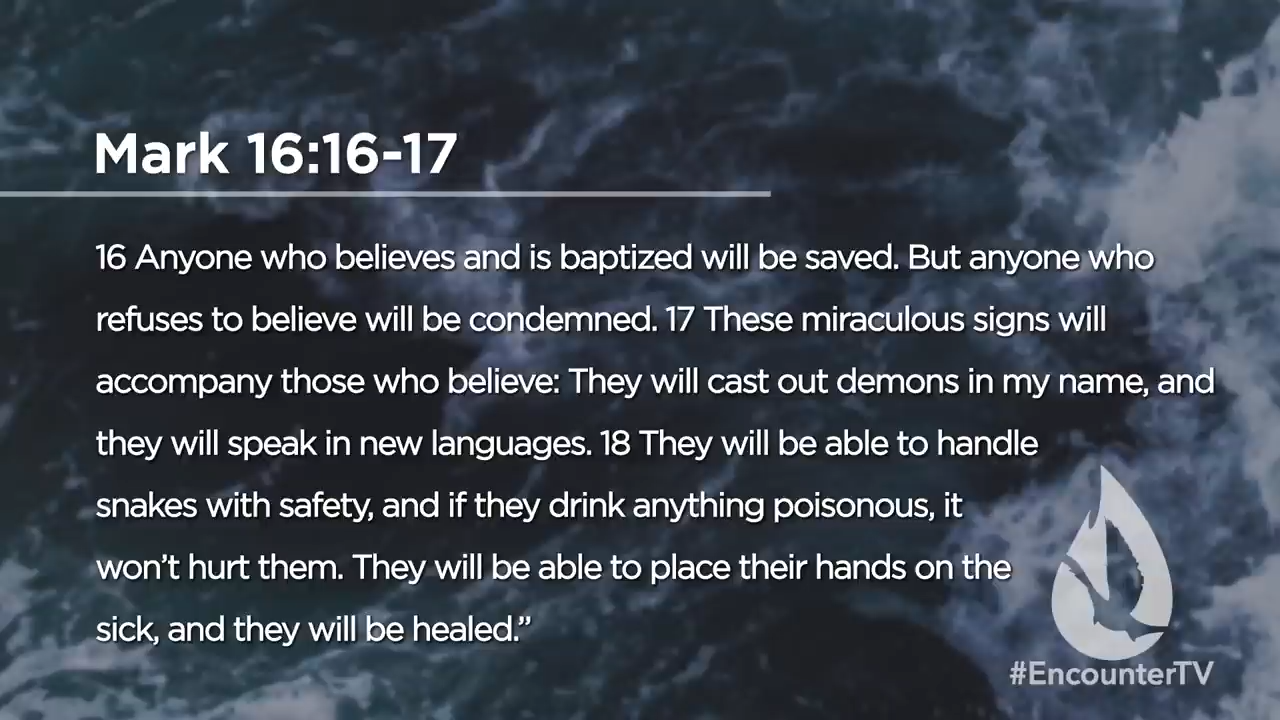 Mark 16:16-17
16 Anyone who believes and is baptized will be saved. But anyone who
refuses to believe will be condemned. 17 These miraculous signs will
accompany those who believe: They will cast out demons in my name, and
they will speak in new languages. 18 They will be able to handle
snakes with safety, and if they drink anything poisonous, it
won’t hurt them. They will be able to place their hands on the
sick, and they will be healed.”
#EncounterTV